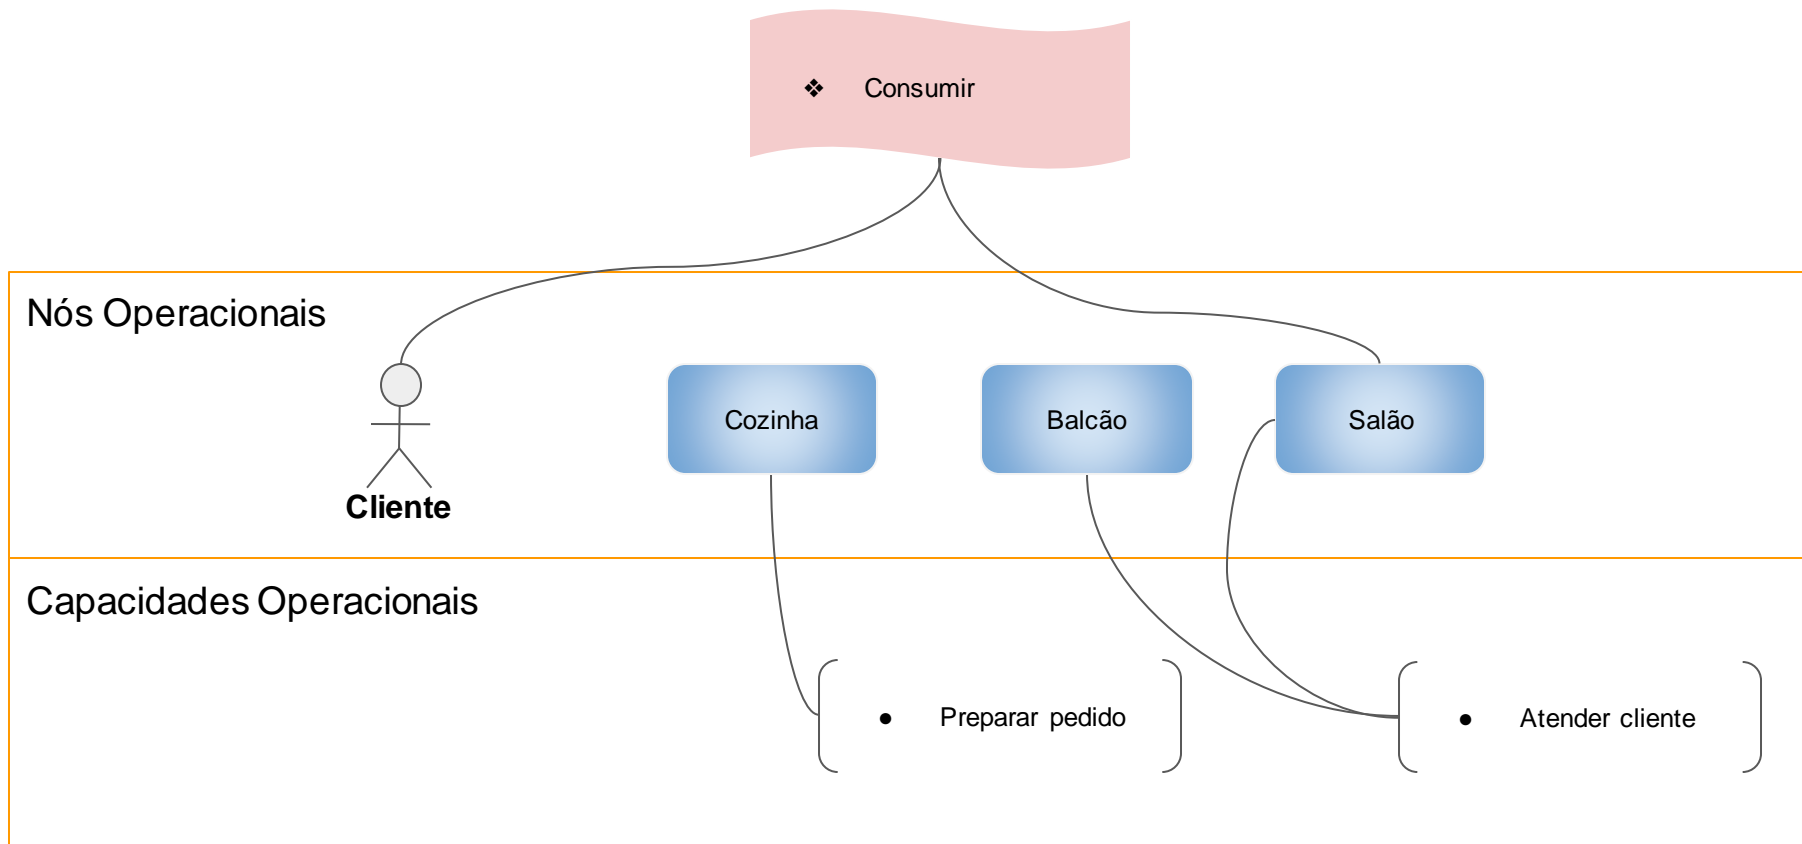 ❖ Consumir
Nós Operacionais
Cozinha
Balcão
Salão
Cliente
Capacidades Operacionais
● Preparar pedido
● Atender cliente